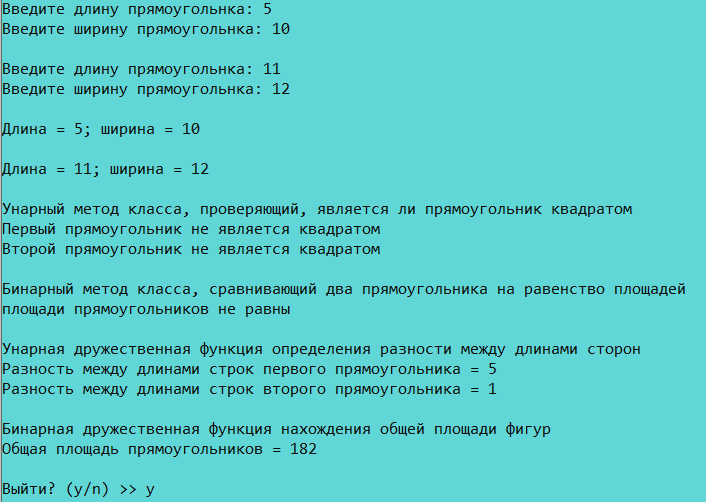 Введите длину прямоугольнка: 5
Введите ширину прямоугольнка: 10
Введите длину прямоугольнка: 11
Введите ширину прямоугольнка: 12
Длина = 5; ширина = 10
Длина = 11; ширина = 12
Унарный метод класса, проверяющий, является ли прямоугольник квадратом
Первый прямоугольник не является квадратом
Второй прямоугольник не является квадратом
Бинарный метод класса, сравнивающий два прямоугольника на равенство площадей
площади прямоугольников не равны
Унарная дружественная функция определения разности между длинами сторон
Разность между длинами строк первого прямоугольника = 5
Разность между длинами строк второго прямоугольника = 1
Бинарная дружественная функция нахождения общей площади фигур
Общая площадь прямоугольников = 182
Выйти? (y/n) >> y